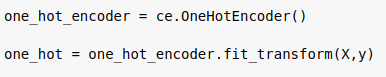 one_hot_encoder = ce.OneHotEncoder()
one_hot = one_hot_encoder.fit_transform(X,y)